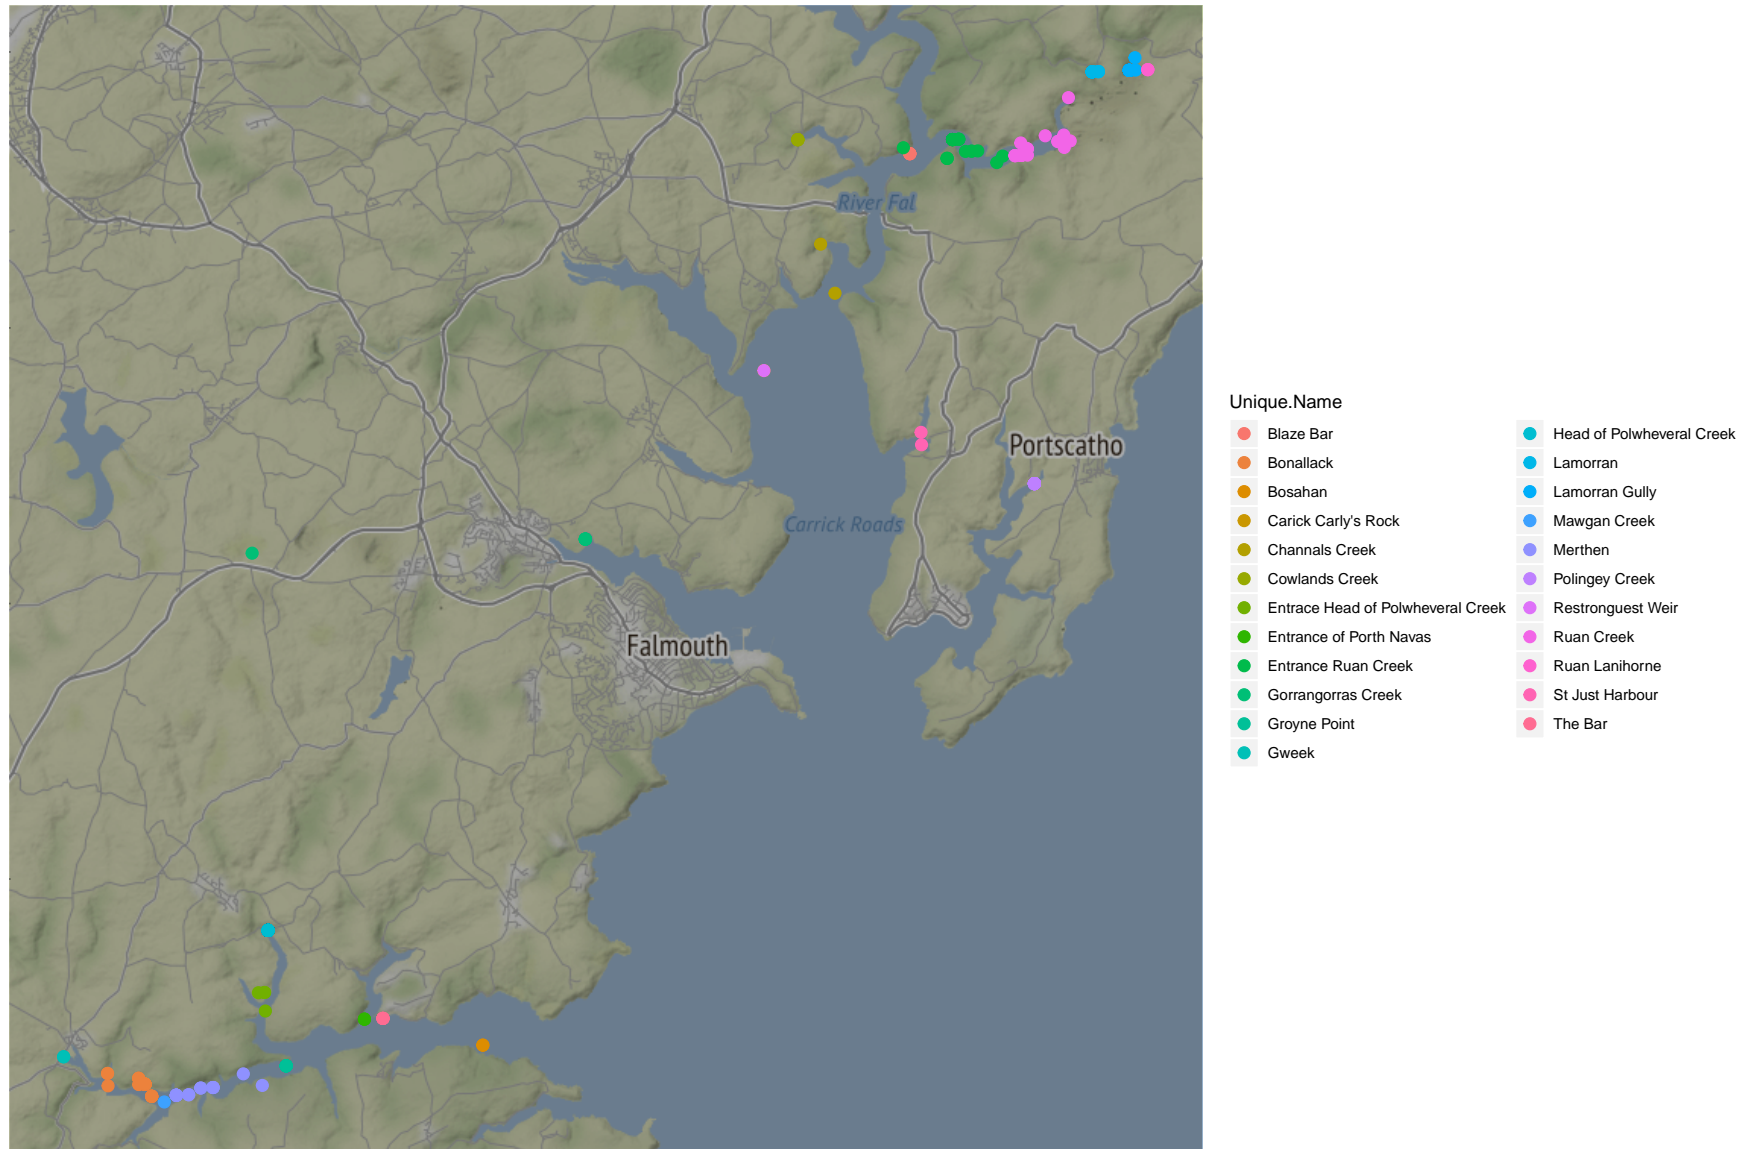 River Fal
Portscatho
Carrick Roads
Falmouth
Unique.Name
Blaze Bar
Bonallack
Bosahan
Carick Carly's Rock
Channals Creek
Cowlands Creek
Entrace Head of Polwheveral Creek
Entrance of Porth Navas
Entrance Ruan Creek
Gorrangorras Creek
Groyne Point
Gweek
Head of Polwheveral Creek
Lamorran
Lamorran Gully
Mawgan Creek
Merthen
Polingey Creek
Restronguest Weir
Ruan Creek
Ruan Lanihorne
St Just Harbour
The Bar